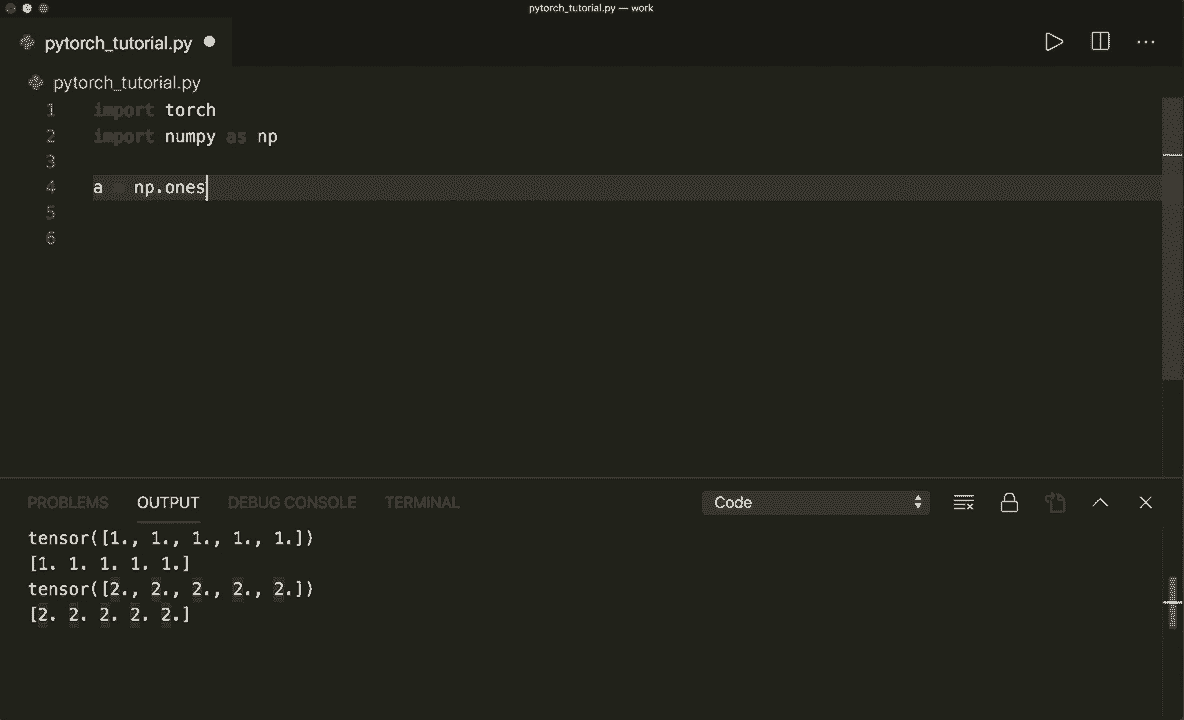 pytorch_tutorial.py — work
pytorch_tutorial.py
pytorch_tutorial.py
1 import torch
2 import numpy as np
3
4 a = np.ones
5
6
PROBLEMS OUTPUT DEBUG CONSOLE TERMINAL Code
tensor([1., 1., 1., 1., 1.])
[1. 1. 1. 1. 1.]
tensor([2., 2., 2., 2., 2.])
[2. 2. 2. 2. 2.]